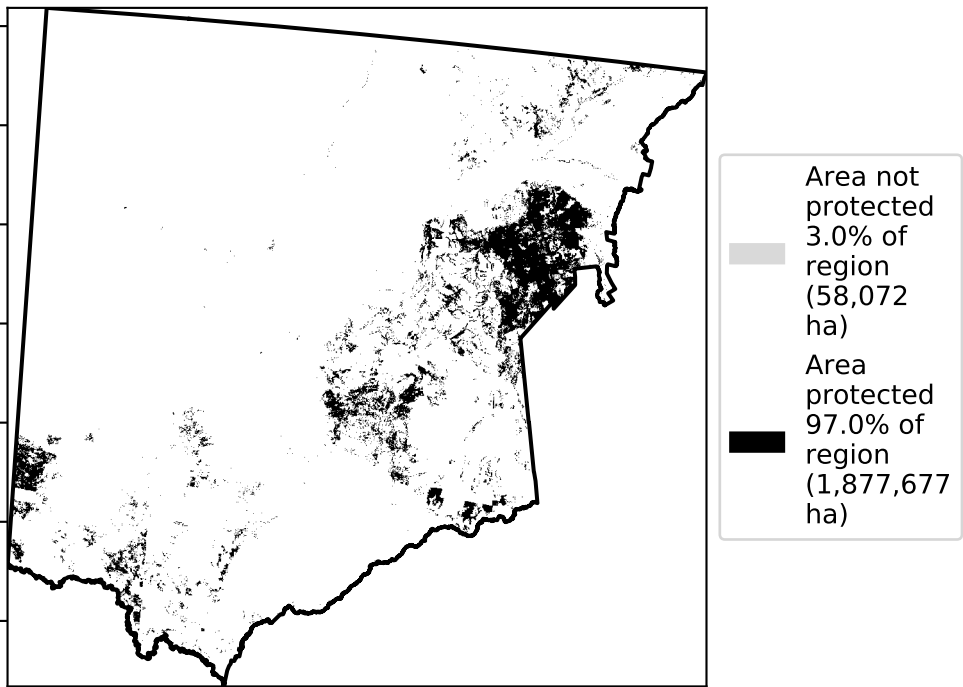 Area not
protected
3.0% of
region
(58,072
ha)
Area
protected
97.0% of
region
(1,877,677
ha)